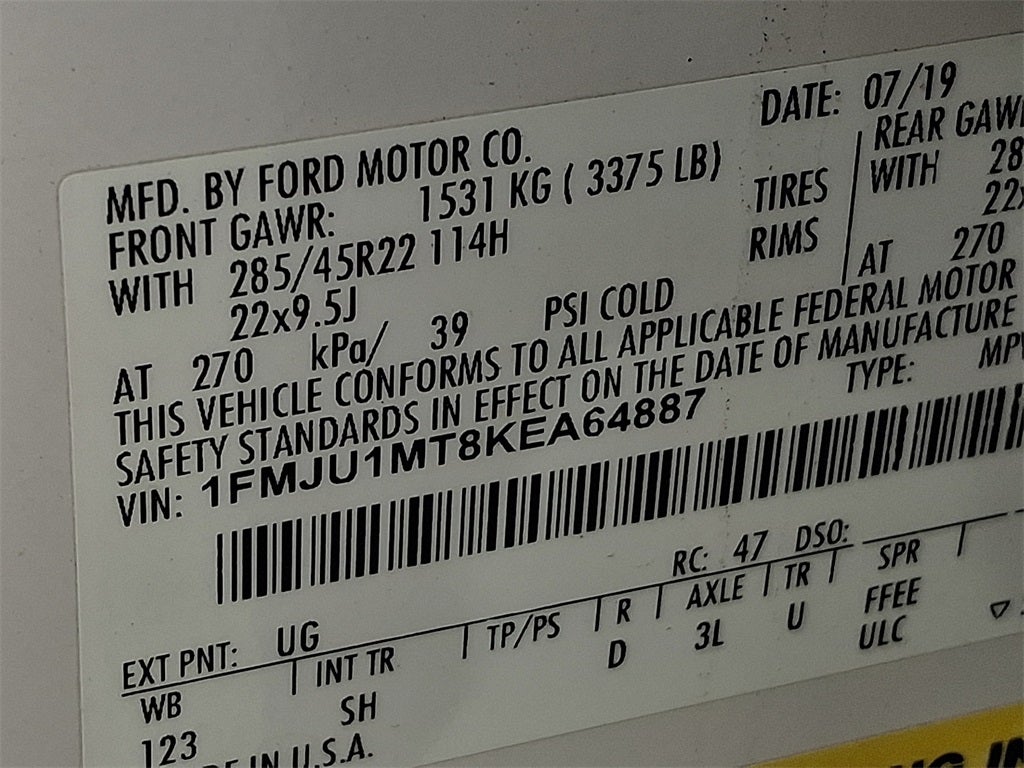 DATE: 07/19
MFD. BY FORD MOTOR CO.
FRONT GAWR: 1531 KG ( 3375 LB) REAR GAWR
WITH 285/45R22 114H TIRES WITH 28
22x9.5J RIMS 22x
AT 270 kPa/ 39 PSI COLD AT 270
THIS VEHICLE CONFORMS TO ALL APPLICABLE FEDERAL MOTOR
SAFETY STANDARDS IN EFFECT ON THE DATE OF MANUFACTURE
VIN: 1FMJU1MT8KEA64887 TYPE: MPV
RC: 47 DSO:
EXT PNT: UG
WB INT TR TP/PS R AXLE TR SPR
123 SH D 3L U FFEE
ULC
IN U.S.A.